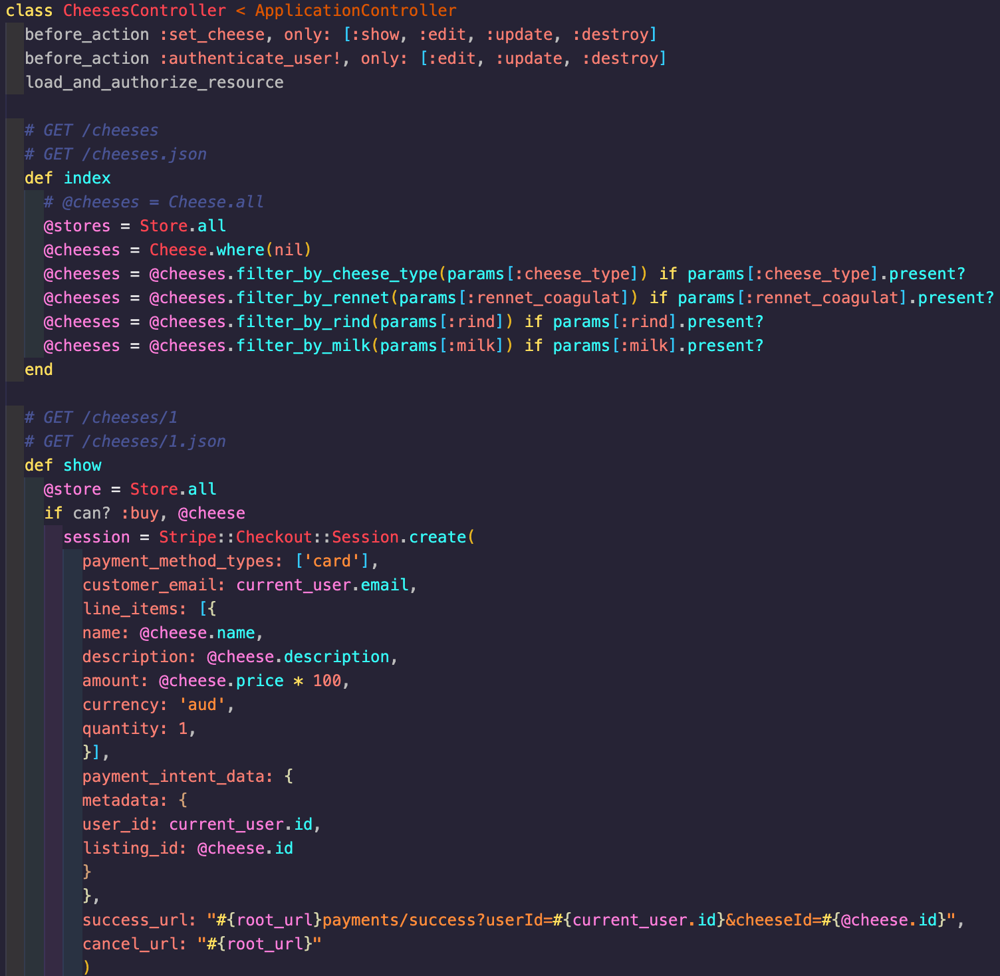 class CheesesController < ApplicationController
  before_action :set_cheese, only: [:show, :edit, :update, :destroy]
  before_action :authenticate_user!, only: [:edit, :update, :destroy]
  load_and_authorize_resource

  # GET /cheeses
  # GET /cheeses.json
  def index
    # @cheeses = Cheese.all
    @stores = Store.all
    @cheeses = Cheese.where(nil)
    @cheeses = @cheeses.filter_by_cheese_type(params[:cheese_type]) if params[:cheese_type].present?
    @cheeses = @cheeses.filter_by_rennet(params[:rennet_coagulat]) if params[:rennet_coagulat].present?
    @cheeses = @cheeses.filter_by_rind(params[:rind]) if params[:rind].present?
    @cheeses = @cheeses.filter_by_milk(params[:milk]) if params[:milk].present?
  end

  # GET /cheeses/1
  # GET /cheeses/1.json
  def show
    @store = Store.all
    if can? :buy, @cheese
      session = Stripe::Checkout::Session.create(
        payment_method_types: ['card'],
        customer_email: current_user.email,
        line_items: [{
        name: @cheese.name,
        description: @cheese.description,
        amount: @cheese.price * 100,
        currency: 'aud',
        quantity: 1,
        }],
        payment_intent_data: {
        metadata: {
        user_id: current_user.id,
        listing_id: @cheese.id
        }
        },
        success_url: "#{root_url}payments/success?userId=#{current_user.id}&cheeseId=#{@cheese.id}",
        cancel_url: "#{root_url}"
        )